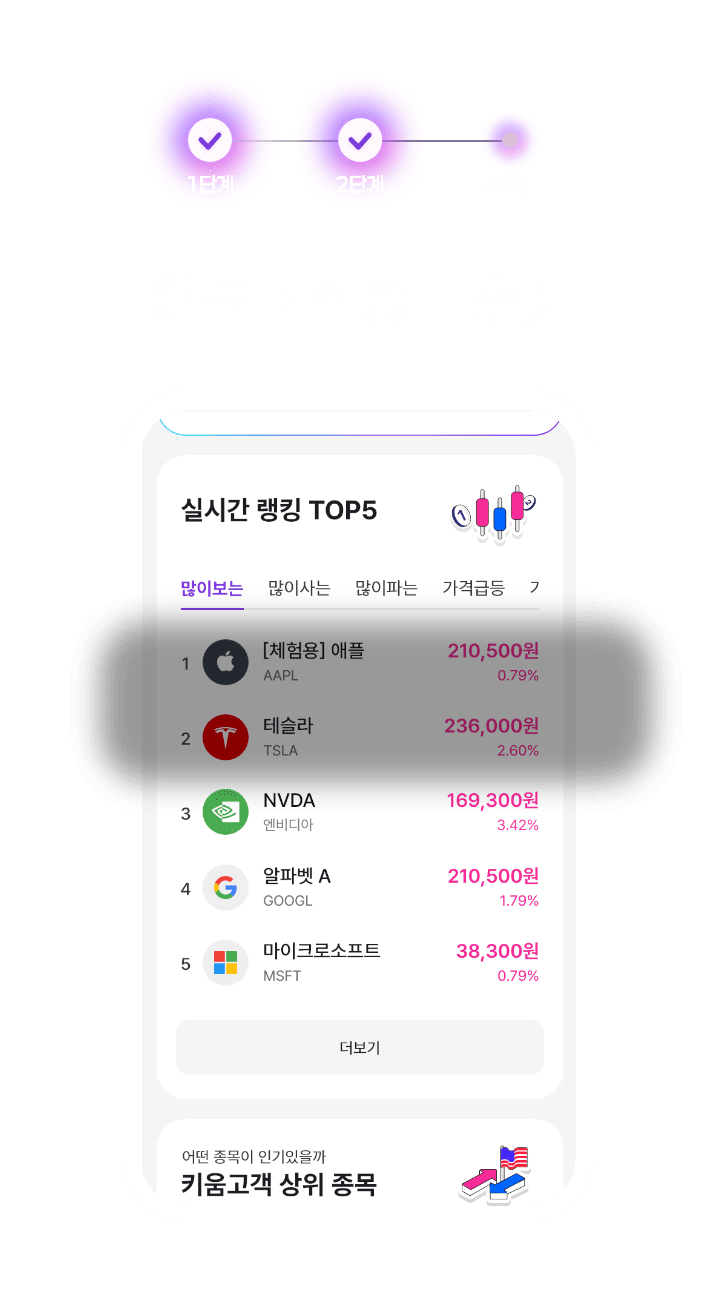 1단계
2단계
실시간 랭킹 TOP5
많이보는 많이사는 많이파는 가격급등
1 [체험용] 애플 210,500원
AAPL 0.79%
2 테슬라 236,000원
TSLA 2.60%
3 NVDA 169,300원
엔비디아 3.42%
4 알파벳 A 210,500원
GOOGL 1.79%
5 마이크로소프트 38,300원
MSFT 0.79%
더보기
어떤 종목이 인기있을까
키움고객 상위 종목